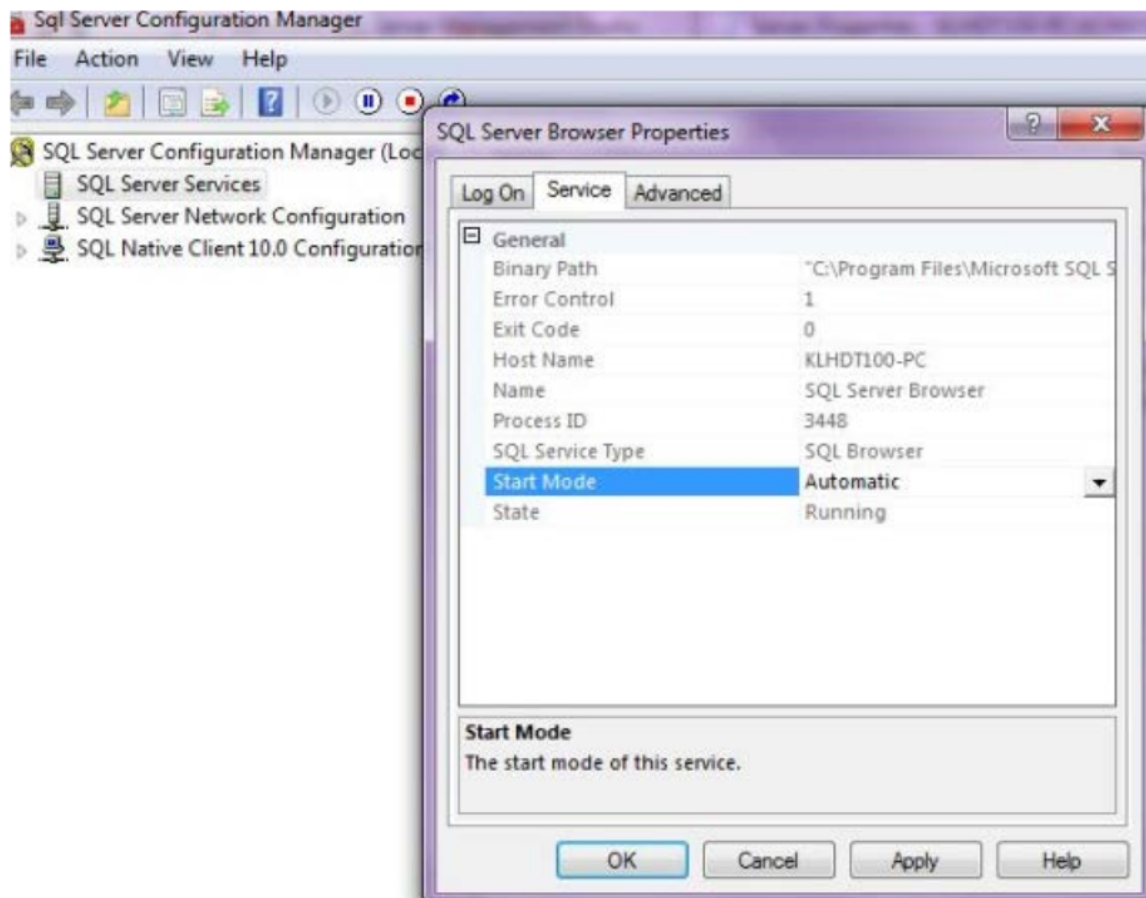 Sql Server Configuration Manager
File Action View Help
SQL Server Configuration Manager (Loc
SQL Server Services
SQL Server Network Configuration
SQL Native Client 10.0 Configuration
SQL Server Browser Properties
Log On Service Advanced
General
Binary Path "C:\Program Files\Microsoft SQL S
Error Control 1
Exit Code 0
Host Name KLHDT100-PC
Name SQL Server Browser
Process ID 3448
SQL Service Type SQL Browser
Start Mode Automatic
State Running
Start Mode
The start mode of this service.
OK Cancel Apply Help